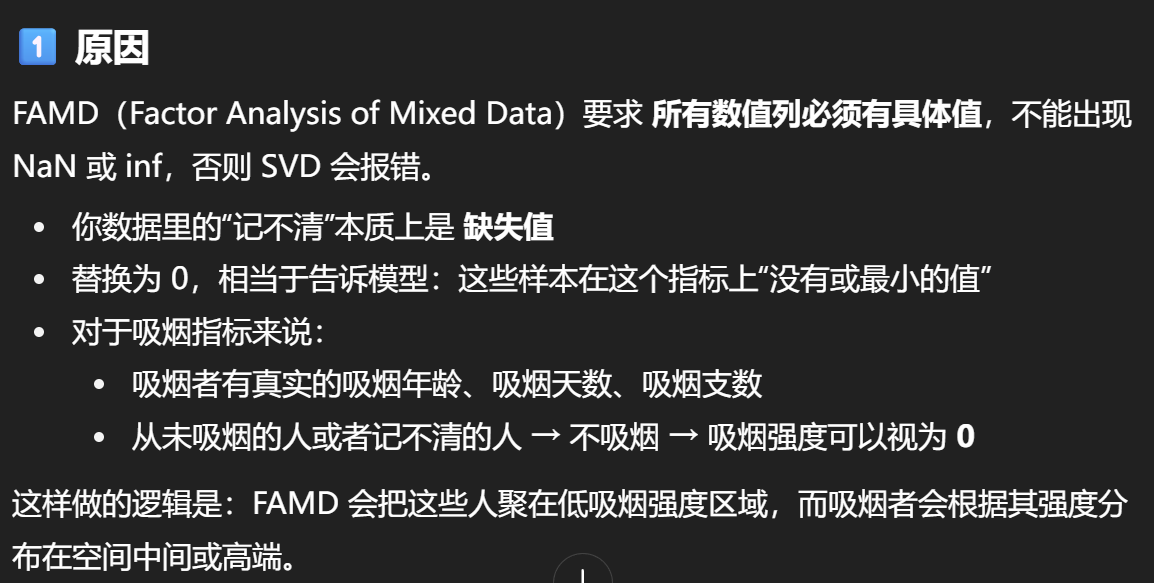 1 原因
FAMD（Factor Analysis of Mixed Data）要求 所有数值列必须有具体值，不能出现
NaN 或 inf，否则 SVD 会报错。
• 你数据里的“记不清”本质上是 缺失值
• 替换为 0，相当于告诉模型：这些样本在这个指标上“没有或最小的值”
• 对于吸烟指标来说：
• 吸烟者有真实的吸烟年龄、吸烟天数、吸烟支数
• 从未吸烟的人或者记不清的人 → 不吸烟 → 吸烟强度可以视为 0
这样做的逻辑是：FAMD 会把这些人聚在低吸烟强度区域，而吸烟者会根据其强度分
布在空间中间或高端。